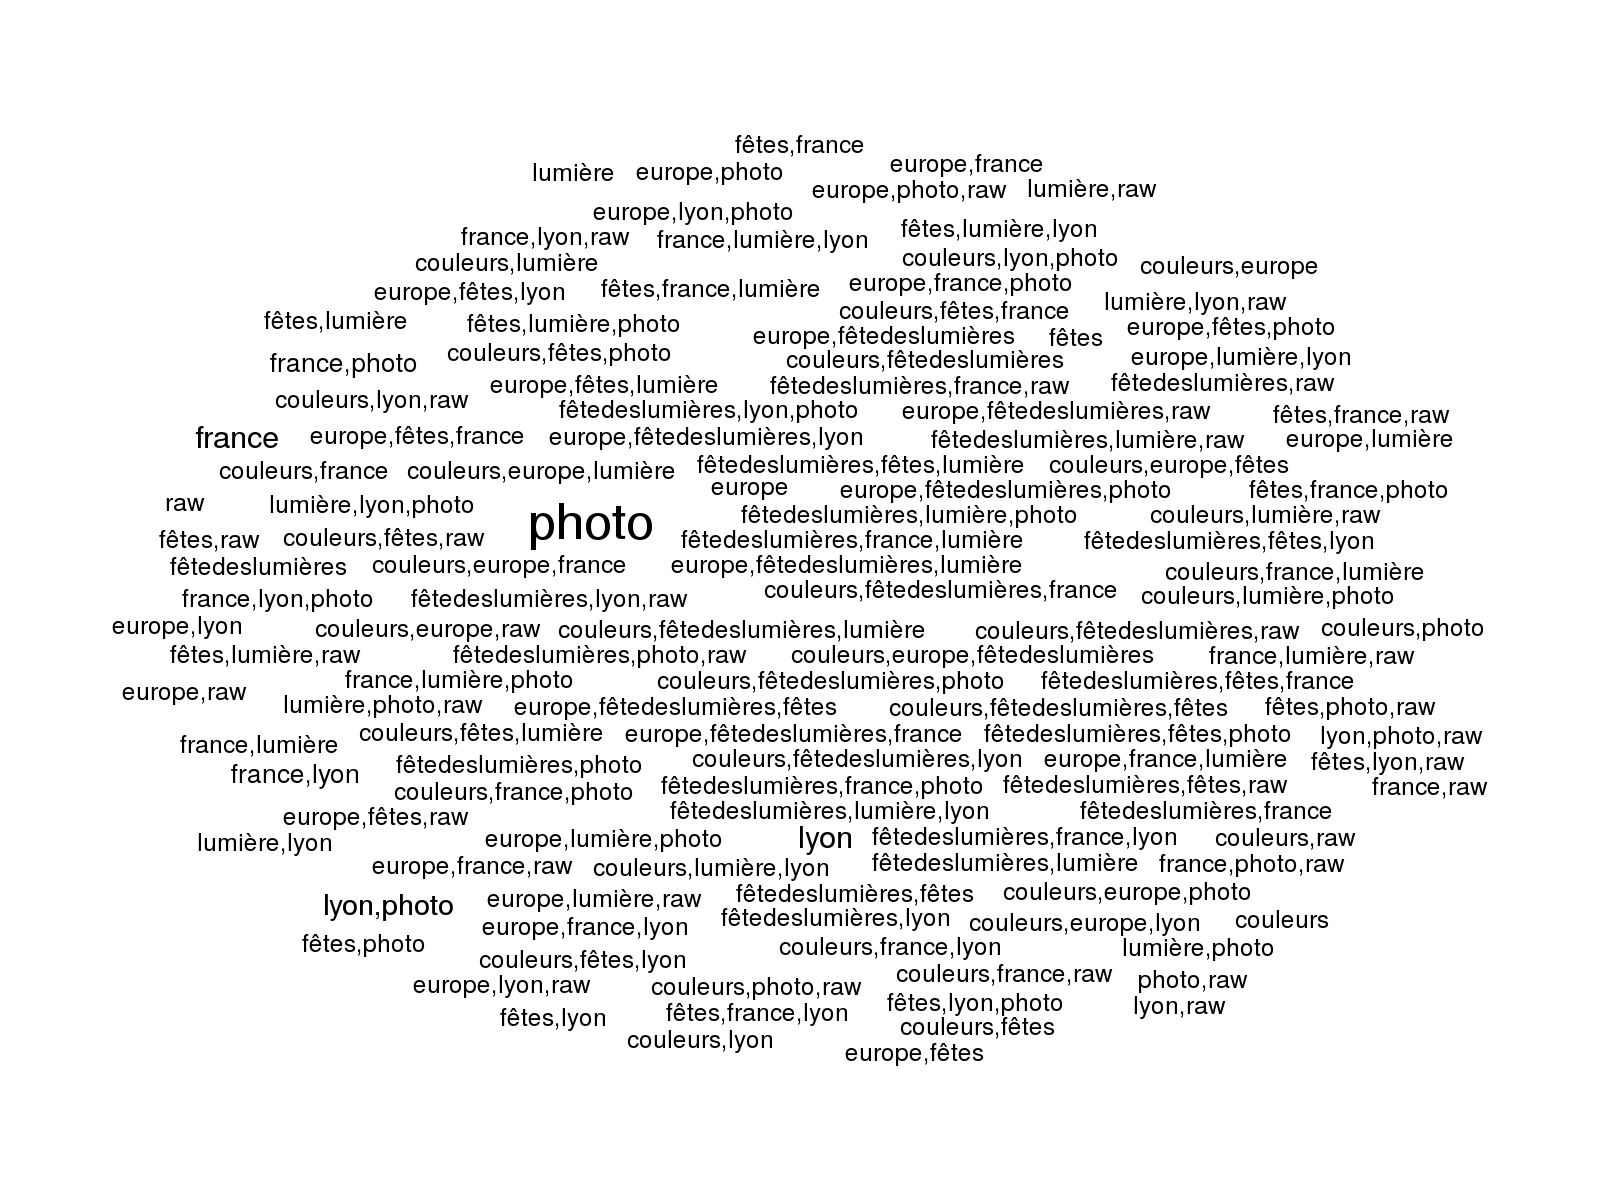 fêtes,france
lumière europe,photo europe,france
europe,photo,raw lumière,raw
europe,lyon,photo
france,lyon,raw france,lumière,lyon fêtes,lumière,lyon
couleurs,lumière couleurs,lyon,photo couleurs,europe
europe,fêtes,lyon fêtes,france,lumière europe,france,photo
couleurs,fêtes,france lumière,lyon,raw
fêtes,lumière fêtes,lumière,photo europe,fêtedeslumières fêtes europe,fêtes,photo
france,photo couleurs,fêtes,photo couleurs,fêtedeslumières europe,lumière,lyon
europe,fêtes,lumière fêtedeslumières,france,raw fêtedeslumières,raw
couleurs,lyon,raw fêtedeslumières,lyon,photo europe,fêtedeslumières,raw fêtes,france,raw
france europe,fêtes,france europe,fêtedeslumières,lyon fêtedeslumières,lumière,raw europe,lumière
couleurs,france couleurs,europe,lumière fêtedeslumières,fêtes,lumière couleurs,europe,fêtes
europe europe,fêtedeslumières,photo fêtes,france,photo
raw lumière,lyon,photo photo fêtedeslumières,lumière,photo couleurs,lumière,raw
fêtes,raw couleurs,fêtes,raw fêtedeslumières,france,lumière fêtedeslumières,fêtes,lyon
fêtedeslumières couleurs,europe,france europe,fêtedeslumières,lumière couleurs,france,lumière
france,lyon,photo fêtedeslumières,lyon,raw couleurs,fêtedeslumières,france couleurs,lumière,photo
europe,lyon couleurs,europe,raw couleurs,fêtedeslumières,lumière couleurs,fêtedeslumières,raw couleurs,photo
fêtes,lumière,raw fêtedeslumières,photo,raw couleurs,europe,fêtedeslumières france,lumière,raw
europe,raw france,lumière,photo couleurs,fêtedeslumières,photo fêtedeslumières,fêtes,france
lumière,photo,raw europe,fêtedeslumières,fêtes couleurs,fêtedeslumières,fêtes fêtes,photo,raw
france,lumière couleurs,fêtes,lumière europe,fêtedeslumières,france fêtedeslumières,fêtes,photo lyon,photo,raw
france,lyon fêtedeslumières,photo couleurs,fêtedeslumières,lyon europe,france,lumière fêtes,lyon,raw
couleurs,france,photo fêtedeslumières,france,photo fêtedeslumières,fêtes,raw france,raw
europe,fêtes,raw fêtedeslumières,lumière,lyon fêtedeslumières,france
lumière,lyon europe,lumière,photo lyon fêtedeslumières,france,lyon couleurs,raw
europe,france,raw couleurs,lumière,lyon fêtedeslumières,lumière france,photo,raw
lyon,photo europe,lumière,raw fêtedeslumières,fêtes couleurs,europe,photo
europe,france,lyon fêtedeslumières,lyon couleurs,europe,lyon couleurs
fêtes,photo couleurs,france,lyon lumière,photo
couleurs,fêtes,lyon couleurs,france,raw
europe,lyon,raw couleurs,photo,raw photo,raw
fêtes,lyon fêtes,france,lyon fêtes,lyon,photo lyon,raw
couleurs,lyon couleurs,fêtes
europe,fêtes